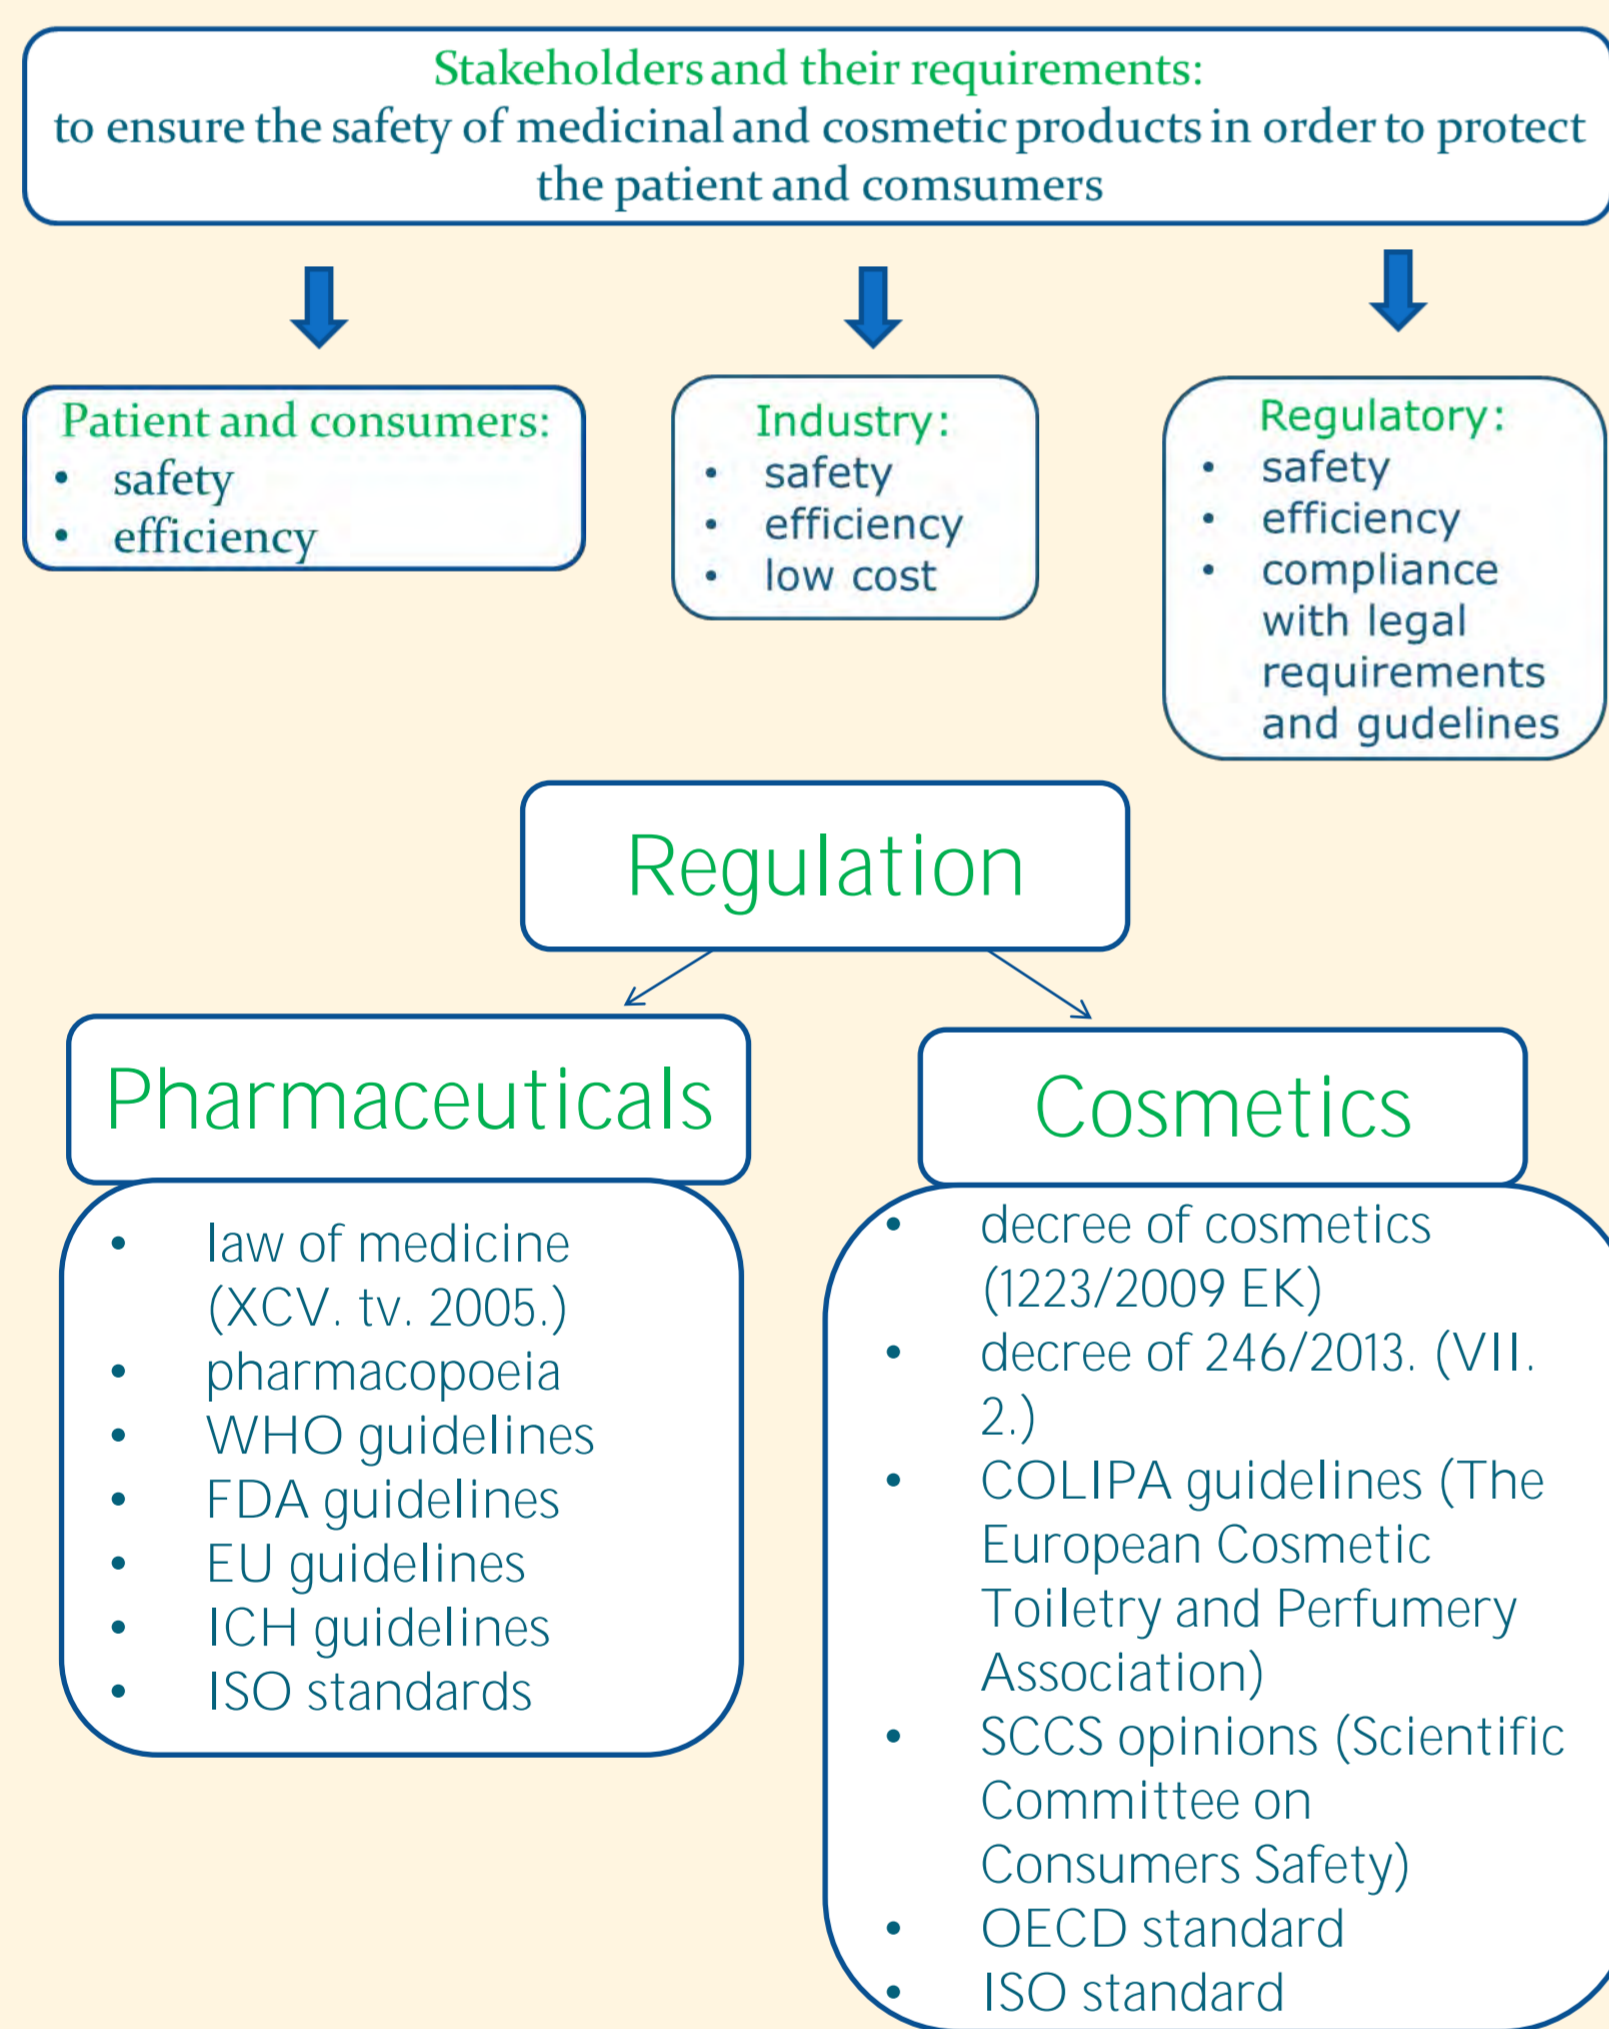 Stakeholders and their requirements:
to ensure the safety of medicinal and cosmetic products in order to protect
the patient and comsumers
Patient and consumers:
• safety
• efficiency
Industry:
• safety
• efficiency
• low cost
Regulatory:
• safety
• efficiency
• compliance
with legal
requirements
and gudelines
Regulation
Pharmaceuticals
• law of medicine
(XCV. tv. 2005.)
• pharmacopoeia
• WHO guidelines
• FDA guidelines
• EU guidelines
• ICH guidelines
• ISO standards
Cosmetics
• decree of cosmetics
(1223/2009 EK)
• decree of 246/2013. (VII.
2.)
• COLIPA guidelines (The
European Cosmetic
Toiletry and Perfumery
Association)
• SCCS opinions (Scientific
Committee on
Consumers Safety)
• OECD standard
• ISO standard